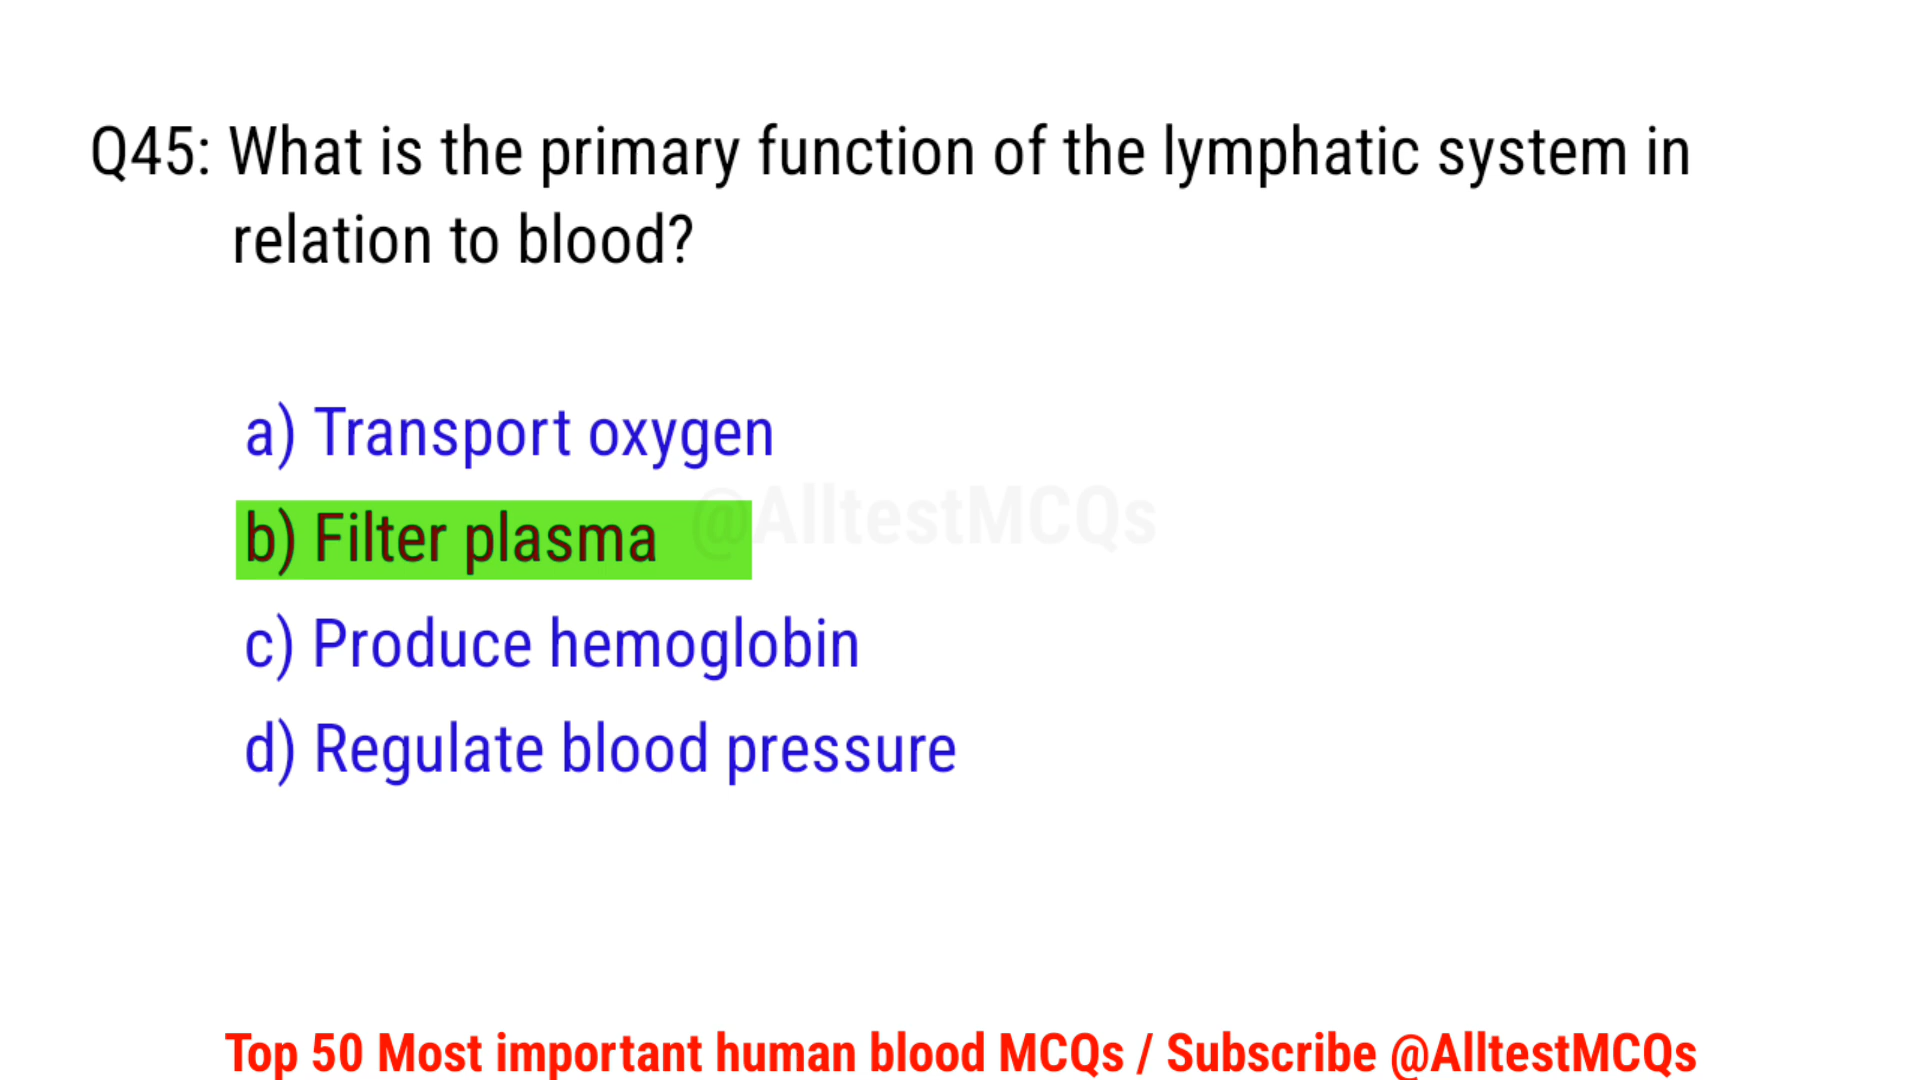 Q45: What is the primary function of the lymphatic system in
relation to blood?
a) Transport oxygen
b) Filter plasma
@AlltestMCQs
c) Produce hemoglobin
d) Regulate blood pressure
Top 50 Most important human blood MCQs / Subscribe @AlltestMCQs